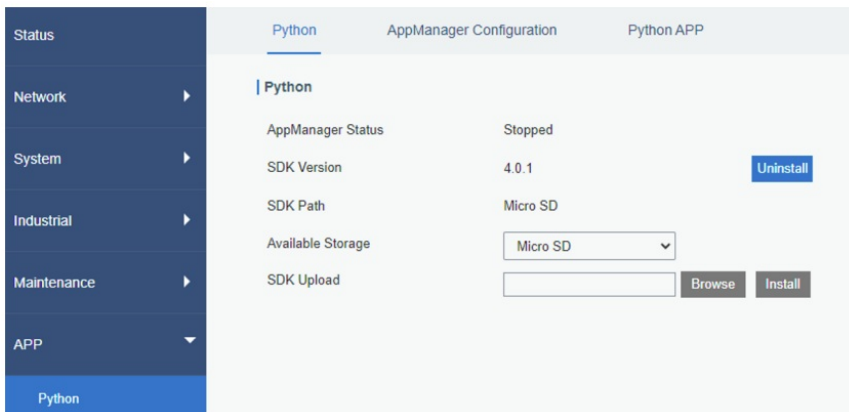 Status
Network
System
Industrial
Maintenance
APP
Python
Python AppManager Configuration Python APP
Python
AppManager Status Stopped
SDK Version 4.0.1 Uninstall
SDK Path Micro SD
Available Storage Micro SD
SDK Upload Browse Install